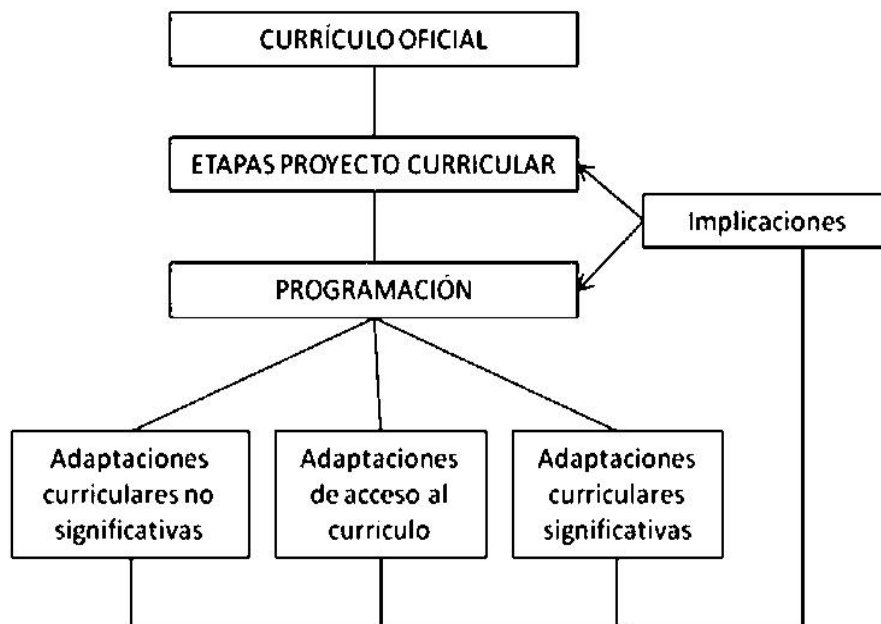 CURRÍCULO OFICIAL
ETAPAS PROYECTO CURRICULAR
Implicaciones
PROGRAMACIÓN
Adaptaciones
curriculares no
significativas
Adaptaciones
de acceso al
currículo
Adaptaciones
curriculares
significativas